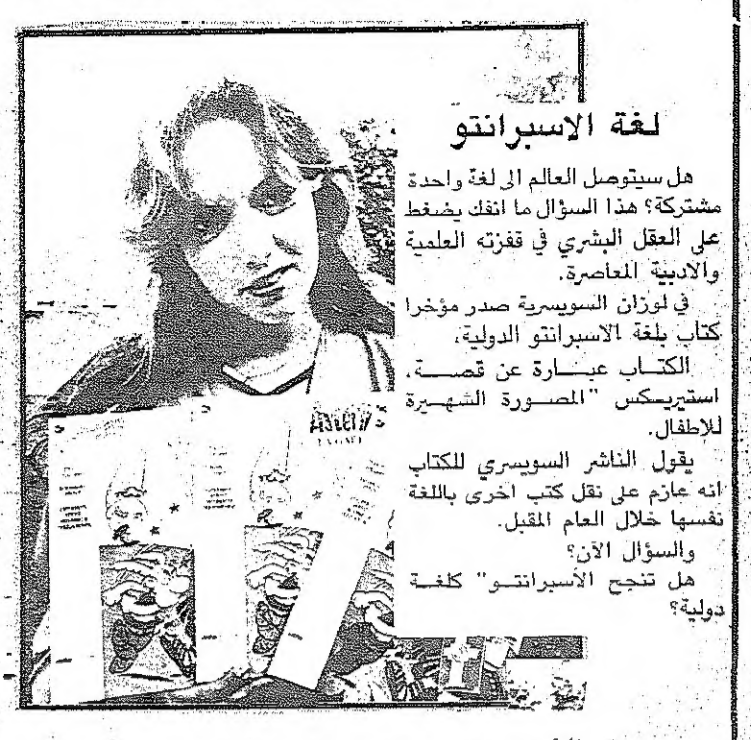 لغة الاسبرانتو
هل سيتوصل العالم الى لغة واحدة
مشتركة؟ هذا السؤال ما انفك يضغط
على العقل البشري في قفزته العلمية
والادبية المعاصرة.
في لوزان السويسرية صدر مؤخرا
كتاب بلغة الاسبرانتو الدولية،
الكتاب عبارة عن قصة،
استيريكس "المصورة الشهيرة
للاطفال.
يقول الناشر السويسري للكتاب
انه عازم على نقل كتب اخرى باللغة
نفسها خلال العام المقبل.
والسؤال الآن؟
هل تنجح الأسبرانتو" كلغة
دولية؟